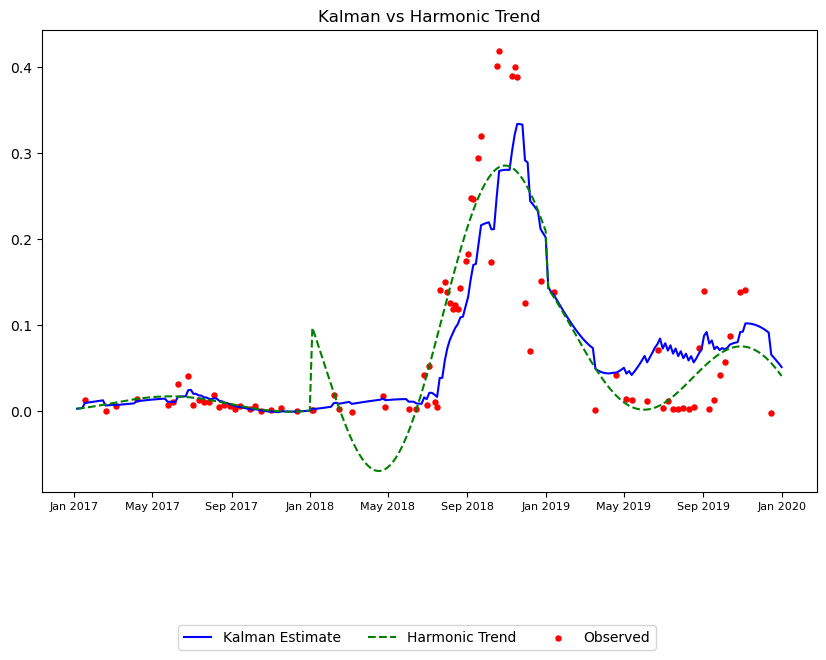 Kalman vs Harmonic Trend
0.4
0.3
0.2
0.1
0.0
Jan 2017 May 2017 Sep 2017 Jan 2018 May 2018 Sep 2018 Jan 2019 May 2019 Sep 2019 Jan 2020
Kalman Estimate Harmonic Trend Observed